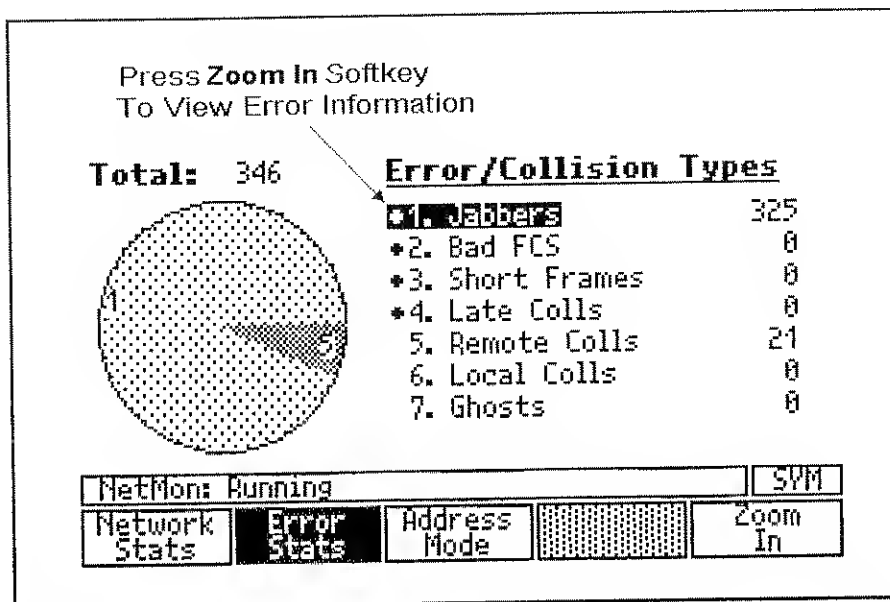 Press Zoom In Softkey
To View Error Information
Total: 346
Error/Collision Types
*1. Jabbers 325
*2. Bad FCS 0
*3. Short Frames 0
*4. Late Colls 0
5. Remote Colls 21
6. Local Colls 0
7. Ghosts 0
1
5
NetMon: Running
SYM
Network Stats
Error Stats
Address Mode
Zoom In